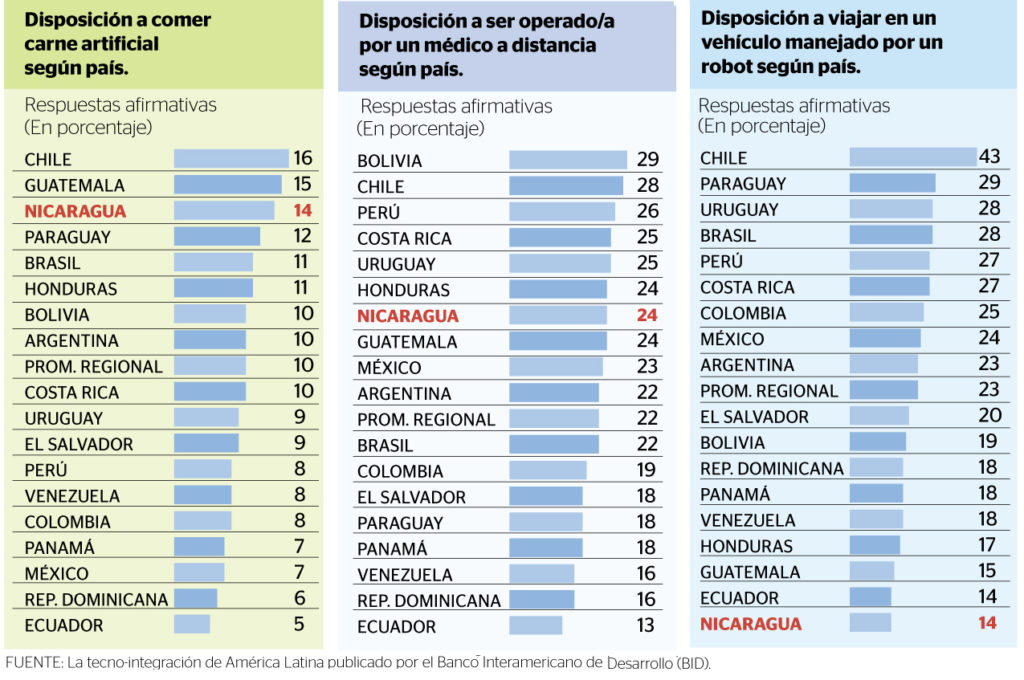 Disposición a comer
carne artificial
según país.
Respuestas afirmativas
(En porcentaje)
CHILE 16
GUATEMALA 15
NICARAGUA 14
PARAGUAY 12
BRASIL 11
HONDURAS 11
BOLIVIA 10
ARGENTINA 10
PROM. REGIONAL 10
COSTA RICA 10
URUGUAY 9
EL SALVADOR 9
PERÚ 8
VENEZUELA 8
COLOMBIA 8
PANAMÁ 7
MÉXICO 7
REP. DOMINICANA 6
ECUADOR 5
Disposición a ser operado/a
por un médico a distancia
según país.
Respuestas afirmativas
(En porcentaje)
BOLIVIA 29
CHILE 28
PERÚ 26
COSTA RICA 25
URUGUAY 25
HONDURAS 24
NICARAGUA 24
GUATEMALA 24
MÉXICO 23
ARGENTINA 22
PROM. REGIONAL 22
BRASIL 22
COLOMBIA 19
EL SALVADOR 18
PARAGUAY 18
PANAMÁ 18
VENEZUELA 16
REP. DOMINICANA 16
ECUADOR 13
Disposición a viajar en un
vehículo manejado por un
robot según país.
Respuestas afirmativas
(En porcentaje)
CHILE 43
PARAGUAY 29
URUGUAY 28
BRASIL 28
PERÚ 27
COSTA RICA 27
COLOMBIA 25
MÉXICO 24
ARGENTINA 23
PROM. REGIONAL 23
EL SALVADOR 20
BOLIVIA 19
REP. DOMINICANA 18
PANAMÁ 18
VENEZUELA 18
HONDURAS 17
GUATEMALA 15
ECUADOR 14
NICARAGUA 14
FUENTE: La tecno-integración de América Latina publicado por el Banco Interamericano de Desarrollo (BID).